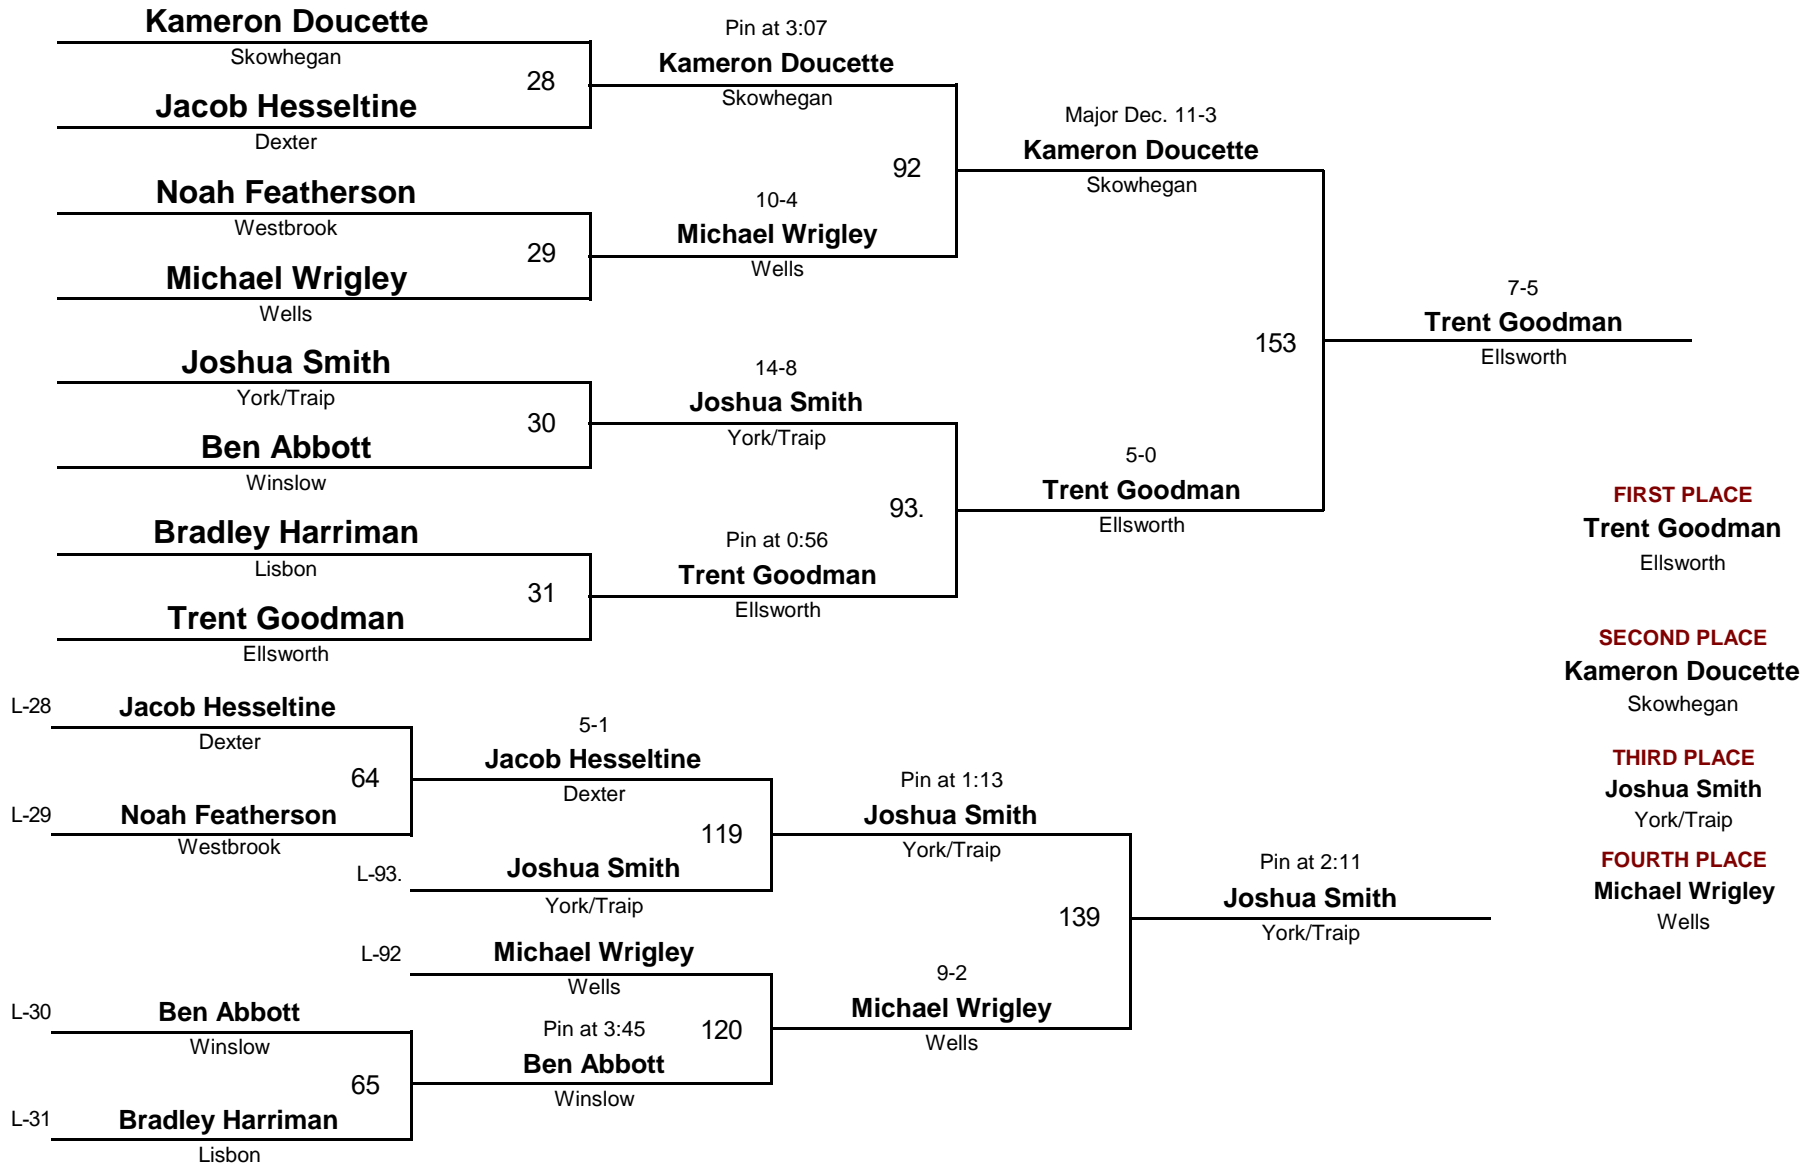 Kameron Doucette
Skowhegan
28
Jacob Hesseltine
Dexter
Noah Featherson
Westbrook
29
Michael Wrigley
Wells
Joshua Smith
York/Traip
30
Ben Abbott
Winslow
Bradley Harriman
Lisbon
31
Trent Goodman
Ellsworth
Pin at 3:07
Kameron Doucette
Skowhegan
92
10-4
Michael Wrigley
Wells
14-8
Joshua Smith
York/Traip
93.
Pin at 0:56
Trent Goodman
Ellsworth
Major Dec. 11-3
Kameron Doucette
Skowhegan
153
5-0
Trent Goodman
Ellsworth
7-5
Trent Goodman
Ellsworth
FIRST PLACE
Trent Goodman
Ellsworth
SECOND PLACE
Kameron Doucette
Skowhegan
THIRD PLACE
Joshua Smith
York/Traip
FOURTH PLACE
Michael Wrigley
Wells
L-28
Jacob Hesseltine
Dexter
64
L-29
Noah Featherson
Westbrook
5-1
Jacob Hesseltine
Dexter
119
L-93.
Joshua Smith
York/Traip
L-92
Michael Wrigley
Wells
120
L-30
Ben Abbott
Winslow
65
L-31
Bradley Harriman
Lisbon
Pin at 3:45
Ben Abbott
Winslow
Pin at 1:13
Joshua Smith
York/Traip
139
9-2
Michael Wrigley
Wells
Pin at 2:11
Joshua Smith
York/Traip